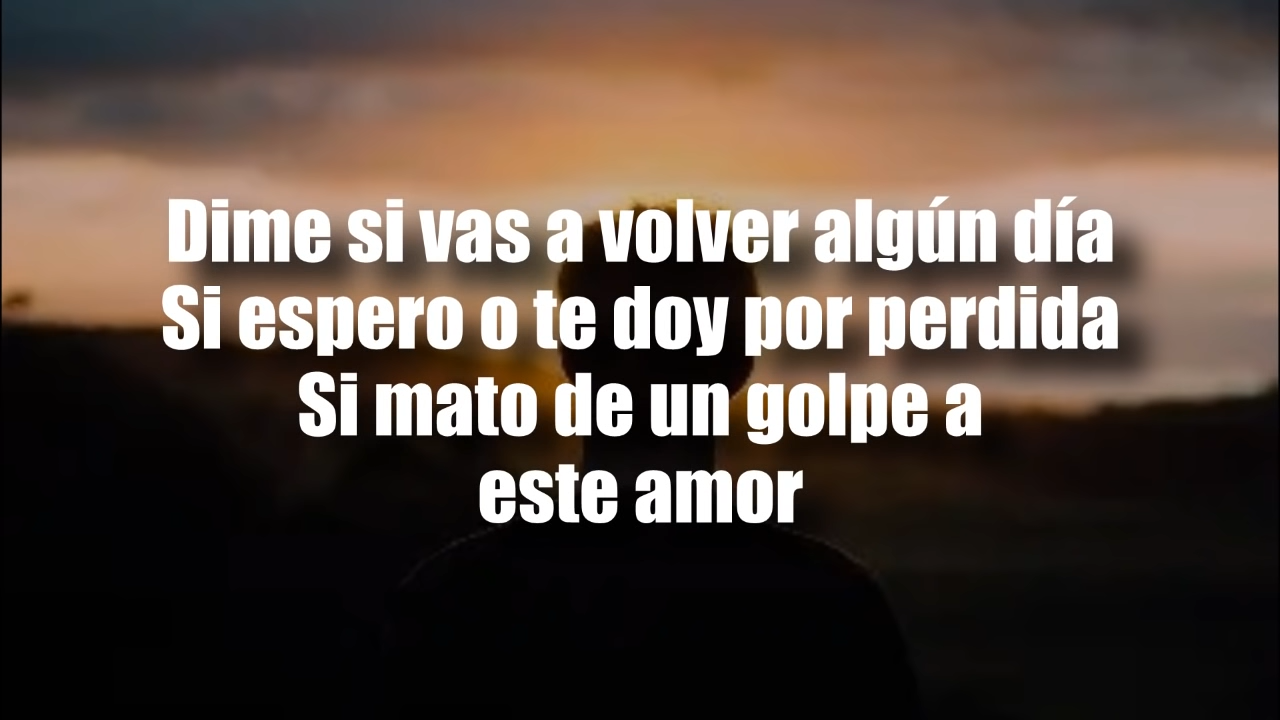 Dime si vas a volver algún día
Si espero o te doy por perdida
Si mato de un golpe a
este amor